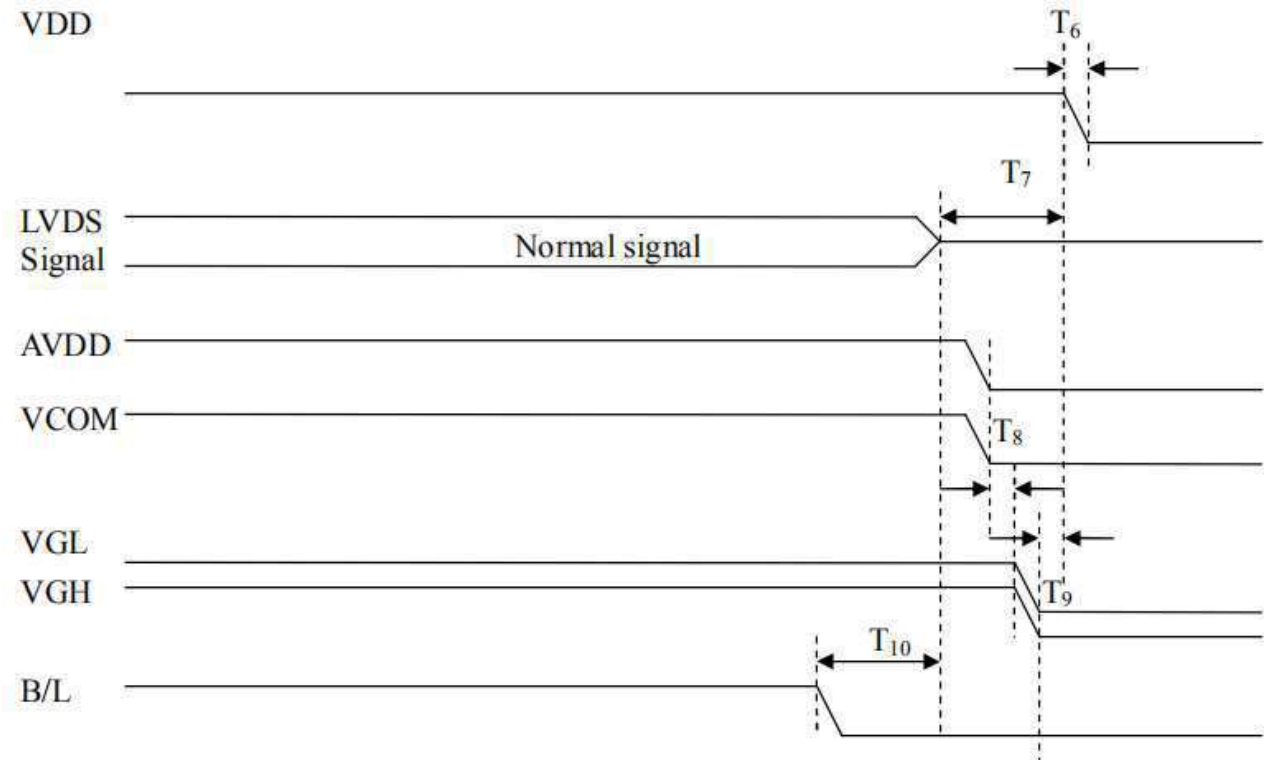 VDD
T₆
T₇
LVDS
Signal
Normal signal
AVDD
VCOM
T₈
VGL
VGH
T₉
T₁₀
B/L